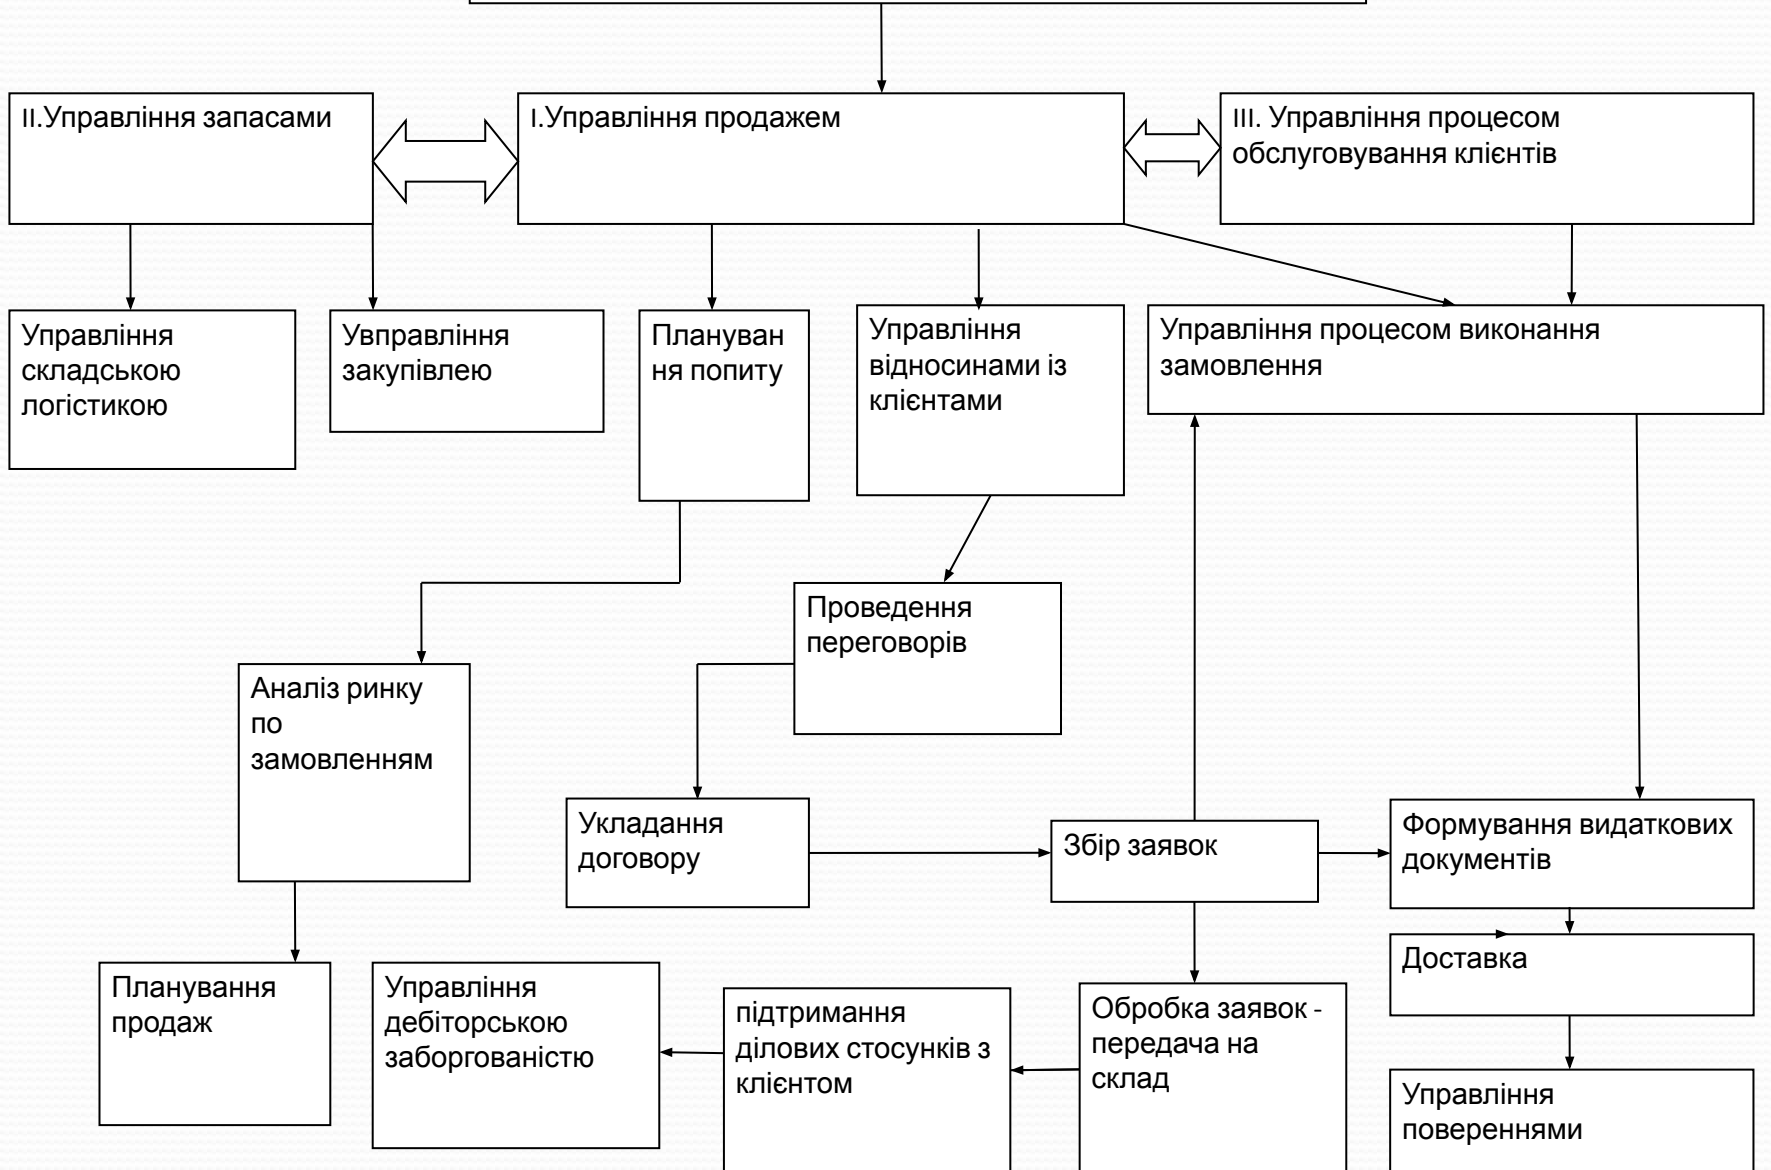 II.Управління запасами
I.Управління продажем
III. Управління процесом
обслуговування клієнтів
Управління
складською
логістикою
Увправління
закупівлею
Плануван
ня попиту
Управління
відносинами із
клієнтами
Управління процесом виконання
замовлення
Проведення
переговорів
Аналіз ринку
по
замовленням
Укладання
договору
Збір заявок
Формування видаткових
документів
Доставка
Планування
продаж
Управління
дебіторською
заборгованістю
підтримання
ділових стосунків з
клієнтом
Обробка заявок -
передача на
склад
Управління
повереннями